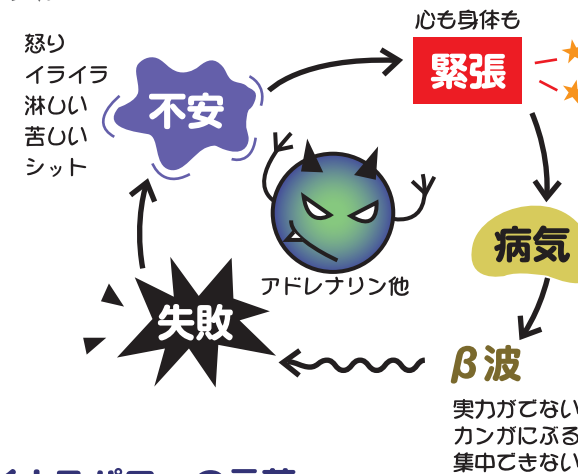 心も身体も
怒り
イライラ
淋しい
苦しい
シット
不安
緊張
病気
アドレナリン他
失敗
β波
実力がでない
カンがにぶる
集中できない